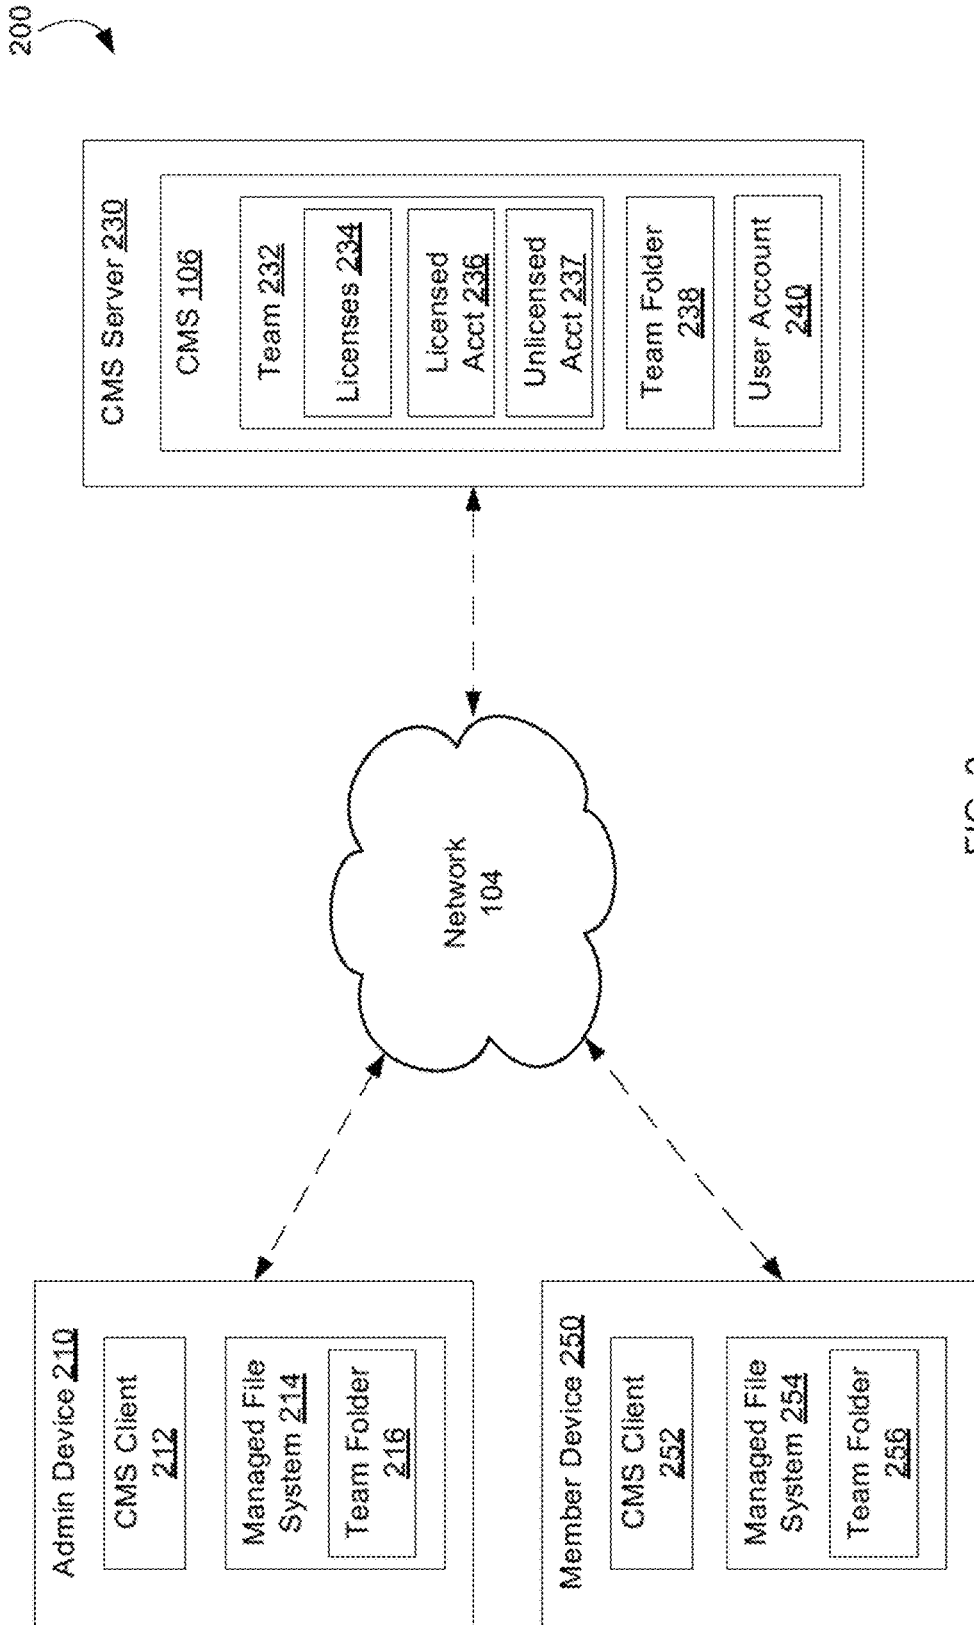 200
Admin Device 210
CMS Client
212
Managed File
System 214
Team Folder
216
Member Device 250
CMS Client
252
Managed File
System 254
Team Folder
256
Network
104
CMS Server 230
CMS 106
Team 232
Licenses 234
Licensed
Acct 236
Unlicensed
Acct 237
Team Folder
238
User Account
240